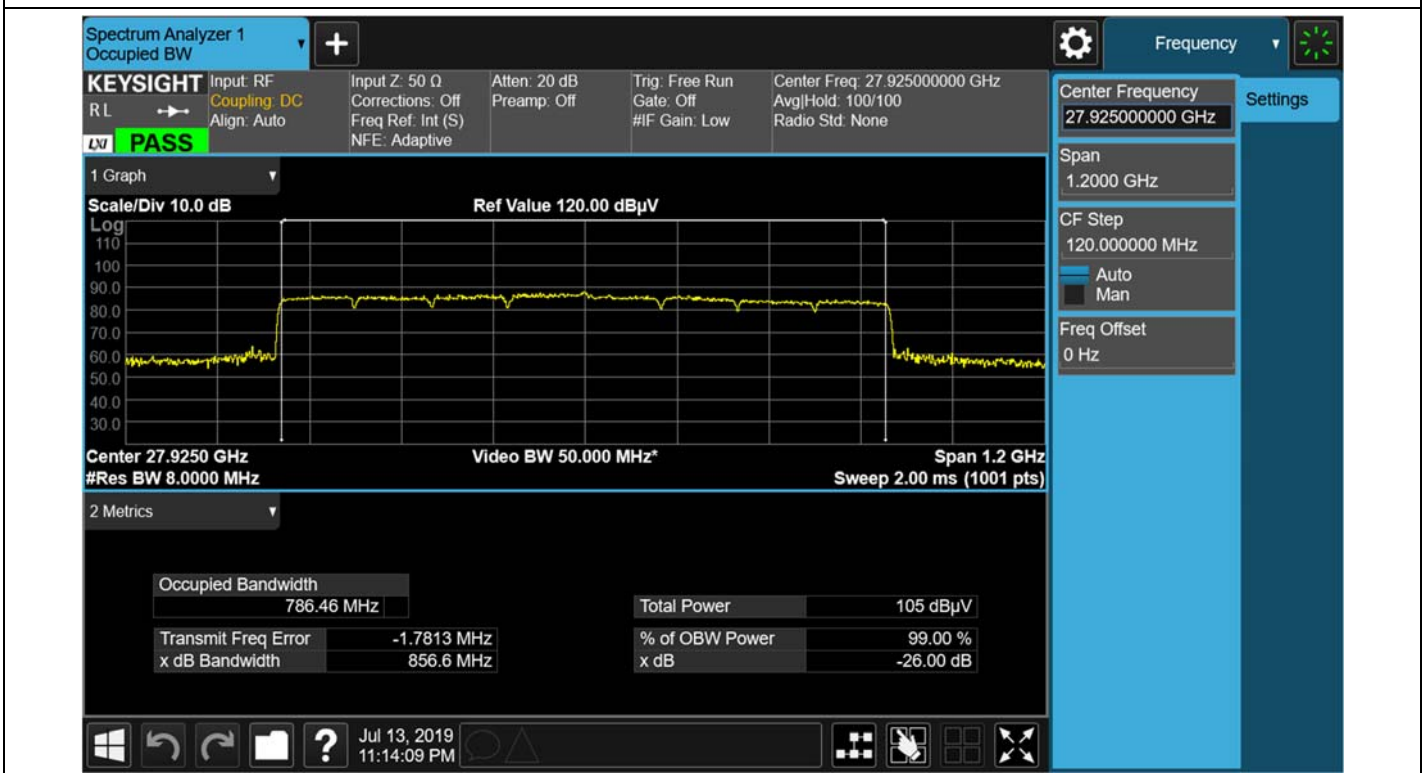 Spectrum Analyzer 1
Occupied BW
+
Frequency
KEYSIGHT
R L
LXI
PASS
Input: RF
Coupling: DC
Align: Auto
Input Z: 50 Ω
Corrections: Off
Freq Ref: Int (S)
NFE: Adaptive
Atten: 20 dB
Preamp: Off
Trig: Free Run
Gate: Off
#IF Gain: Low
Center Freq: 27.925000000 GHz
Avg|Hold: 100/100
Radio Std: None
Center Frequency
27.925000000 GHz
Settings
Span
1.2000 GHz
CF Step
120.000000 MHz
Auto
Man
Freq Offset
0 Hz
1 Graph
Scale/Div 10.0 dB
Ref Value 120.00 dBµV
Log
110
100
90.0
80.0
70.0
60.0
50.0
40.0
30.0
Center 27.9250 GHz
Video BW 50.000 MHz*
Span 1.2 GHz
#Res BW 8.0000 MHz
Sweep 2.00 ms (1001 pts)
2 Metrics
Occupied Bandwidth
786.46 MHz
Total Power 105 dBµV
Transmit Freq Error -1.7813 MHz
% of OBW Power 99.00 %
x dB Bandwidth 856.6 MHz
x dB -26.00 dB
?
Jul 13, 2019
11:14:09 PM